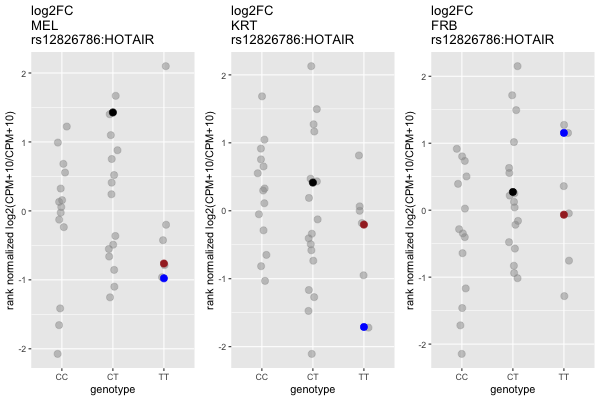 log2FC
MEL
rs12826786:HOTAIR
rank normalized log2(CPM+10/CPM+10)
2
1
0
-1
-2
CC CT TT
genotype
log2FC
KRT
rs12826786:HOTAIR
rank normalized log2(CPM+10/CPM+10)
2
1
0
-1
-2
CC CT TT
genotype
log2FC
FRB
rs12826786:HOTAIR
rank normalized log2(CPM+10/CPM+10)
2
1
0
-1
-2
CC CT TT
genotype